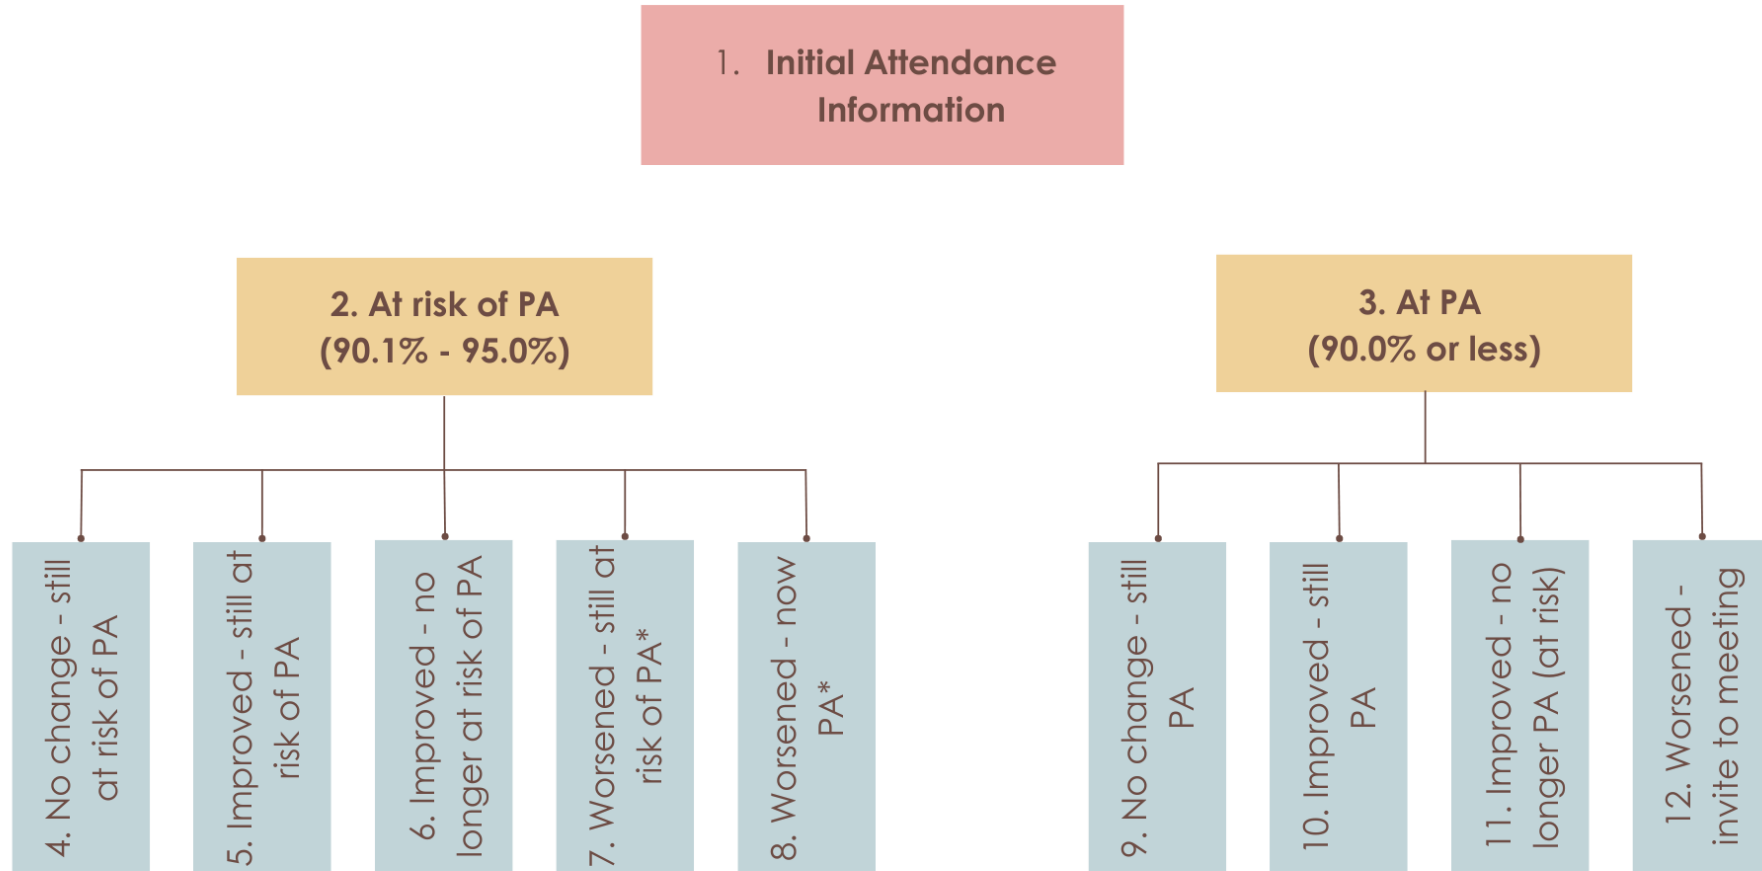 1. Initial Attendance
Information
2. At risk of PA
(90.1% - 95.0%)
3. At PA
(90.0% or less)
4. No change - still
at risk of PA
5. Improved - still at
risk of PA
6. Improved - no
longer at risk of PA
7. Worsened - still at
risk of PA*
8. Worsened - now
PA*
9. No change - still
PA
10. Improved - still
PA
11. Improved - no
longer PA (at risk)
12. Worsened -
invite to meeting